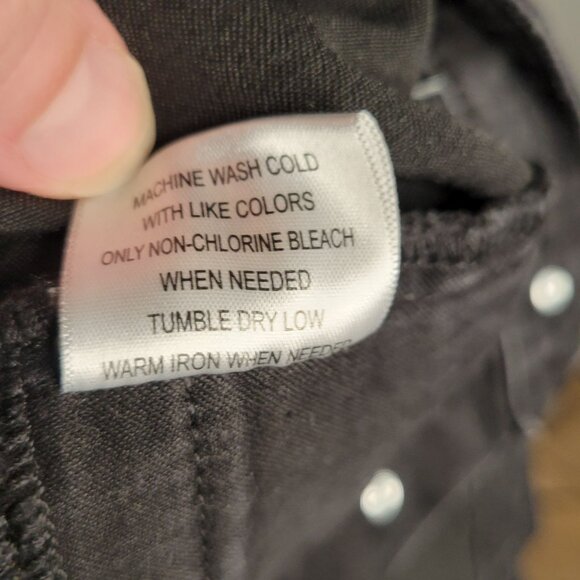 MACHINE WASH COLD
WITH LIKE COLORS
ONLY NON-CHLORINE BLEACH
WHEN NEEDED
TUMBLE DRY LOW
WARM IRON WHEN NEEDED